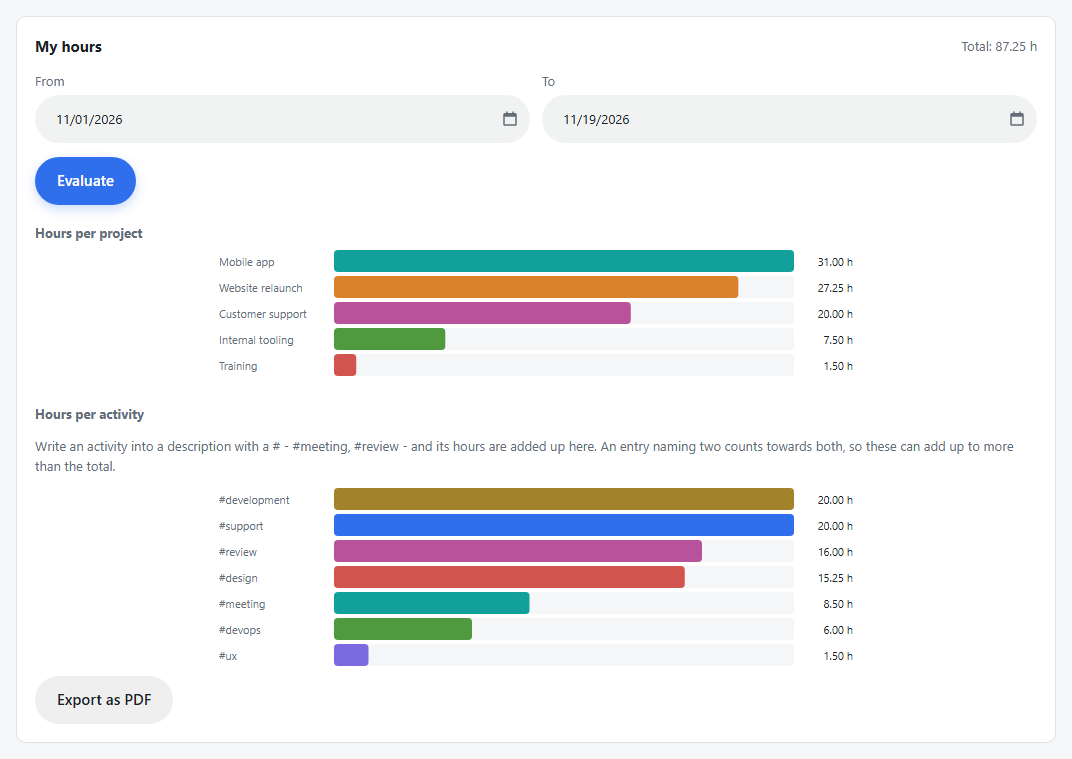 My hours
Total: 87.25 h
From
To
11/01/2026
11/19/2026
Evaluate
Hours per project
Mobile app 31.00 h
Website relaunch 27.25 h
Customer support 20.00 h
Internal tooling 7.50 h
Training 1.50 h
Hours per activity
Write an activity into a description with a # - #meeting, #review - and its hours are added up here. An entry naming two counts towards both, so these can add up to more
than the total.
#development 20.00 h
#support 20.00 h
#review 16.00 h
#design 15.25 h
#meeting 8.50 h
#devops 6.00 h
#ux 1.50 h
Export as PDF